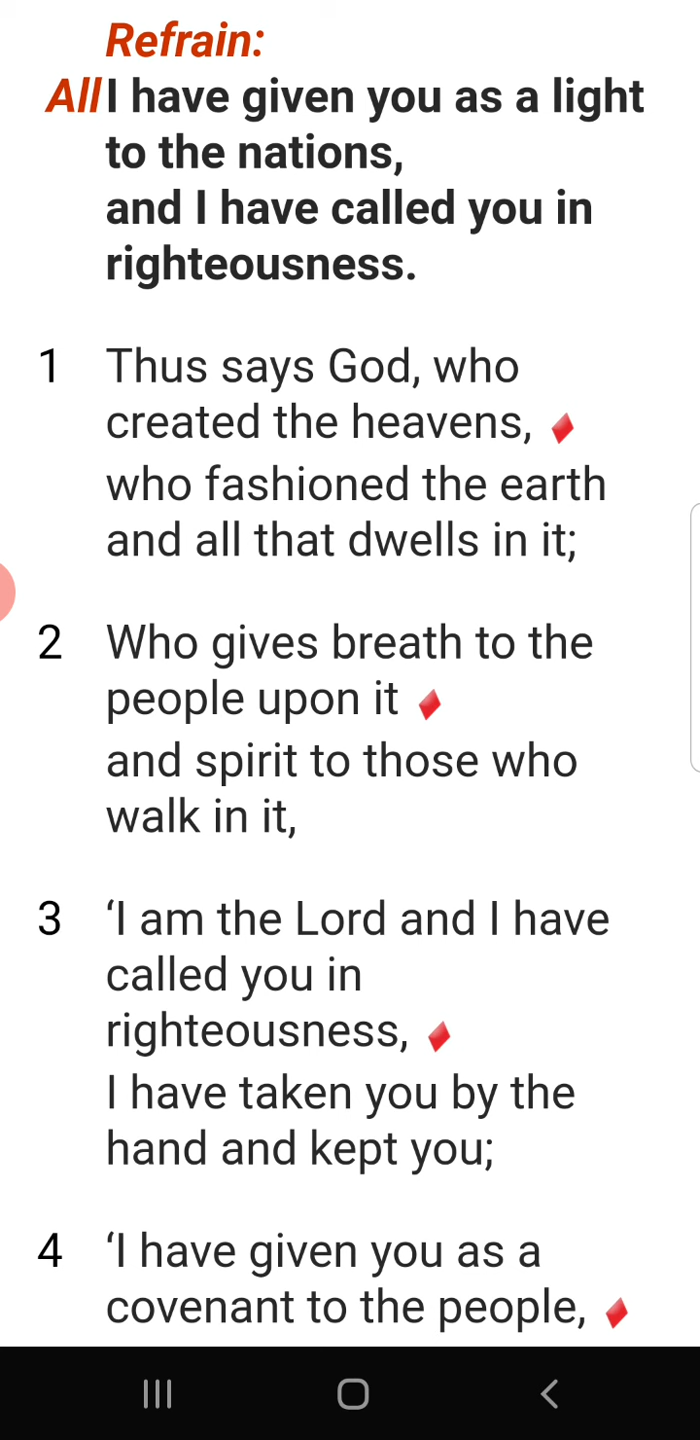 Refrain:
All I have given you as a light
to the nations,
and I have called you in
righteousness.
1 Thus says God, who
created the heavens, ♦
who fashioned the earth
and all that dwells in it;
2 Who gives breath to the
people upon it ♦
and spirit to those who
walk in it,
3 ‘I am the Lord and I have
called you in
righteousness, ♦
I have taken you by the
hand and kept you;
4 ‘I have given you as a
covenant to the people, ♦